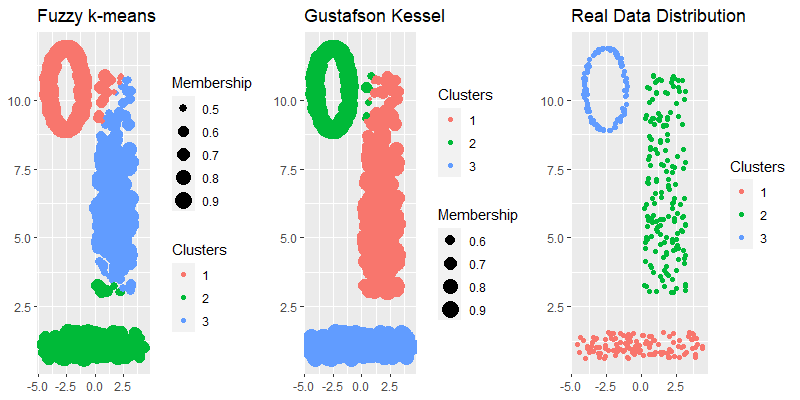 Fuzzy k-means
Gustafson Kessel
Real Data Distribution
10.0
7.5
5.0
2.5
-5.0 -2.5 0.0 2.5
Membership
0.5
0.6
0.7
0.8
0.9
Clusters
1
2
3
10.0
7.5
5.0
2.5
-5.0 -2.5 0.0 2.5
Clusters
1
2
3
Membership
0.6
0.7
0.8
0.9
10.0
7.5
5.0
2.5
-5.0 -2.5 0.0 2.5
Clusters
1
2
3